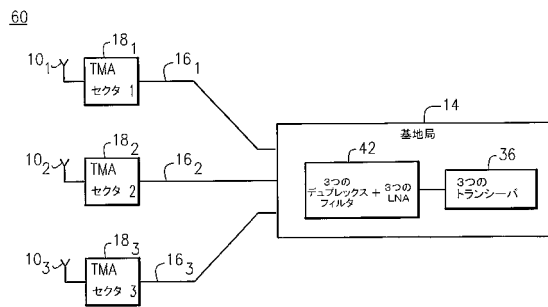 60
10₁
18₁
TMA
セクタ 1
16₁
14
基地局
10₂
18₂
TMA
セクタ 2
16₂
42
3つの
デュプレックス + 3つの
フィルタ LNA
36
3つの
トランシーバ
10₃
18₃
TMA
セクタ 3
16₃